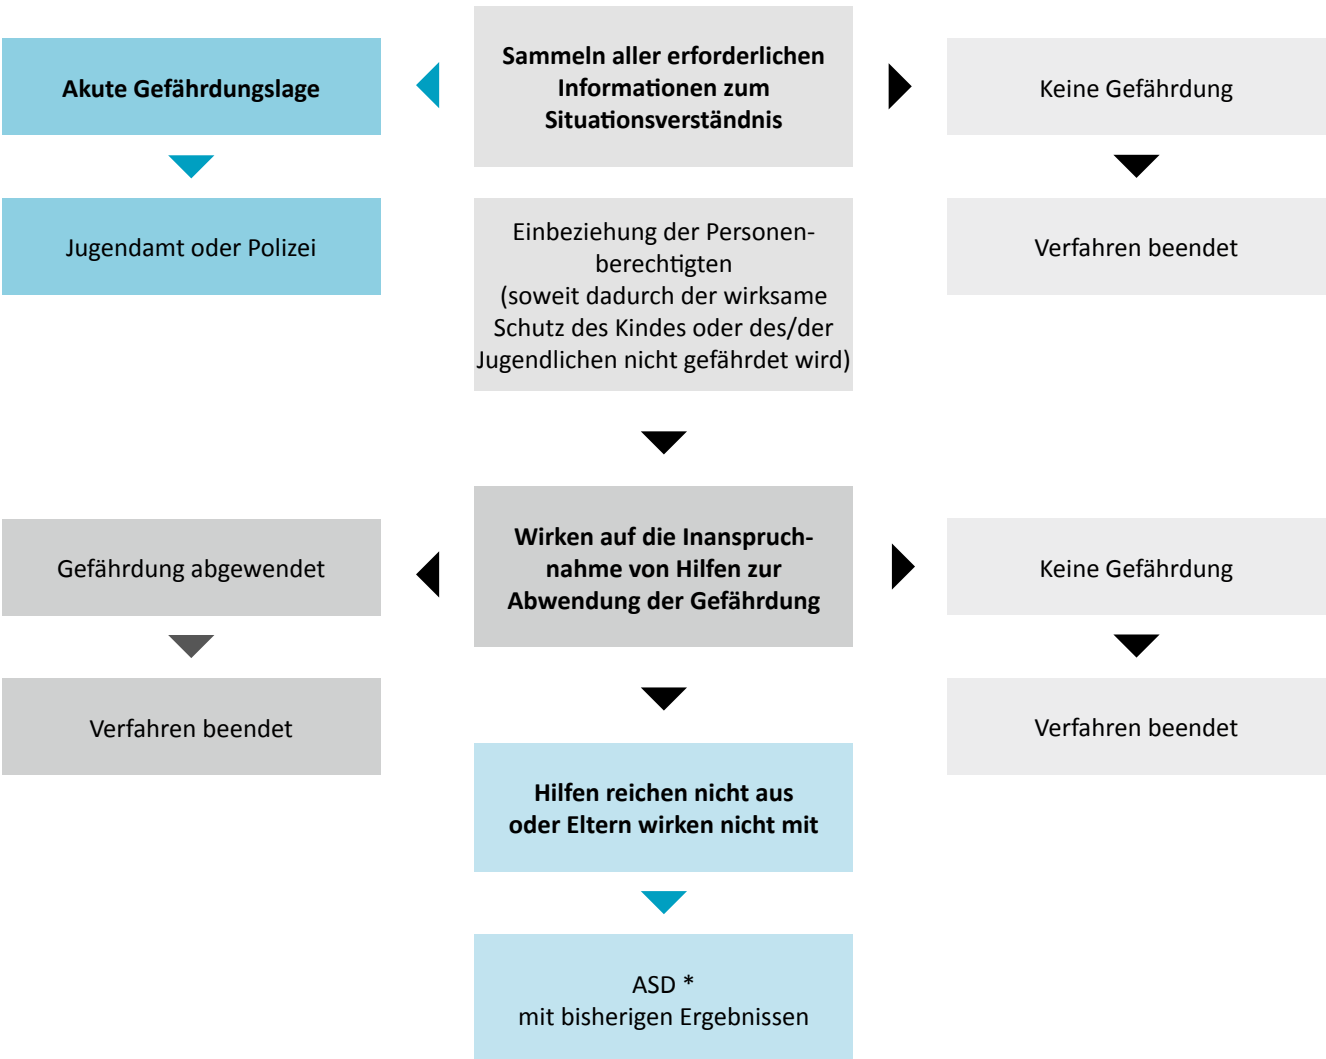 Sammeln aller erforderlichen
Informationen zum
Situationsverständnis
Akute Gefährdungslage
Keine Gefährdung
Jugendamt oder Polizei
Einbeziehung der Personen-
berechtigten
(soweit dadurch der wirksame
Schutz des Kindes oder des/der
Jugendlichen nicht gefährdet wird)
Verfahren beendet
Wirken auf die Inanspruch-
nahme von Hilfen zur
Abwendung der Gefährdung
Gefährdung abgewendet
Keine Gefährdung
Verfahren beendet
Verfahren beendet
Hilfen reichen nicht aus
oder Eltern wirken nicht mit
ASD *
mit bisherigen Ergebnissen